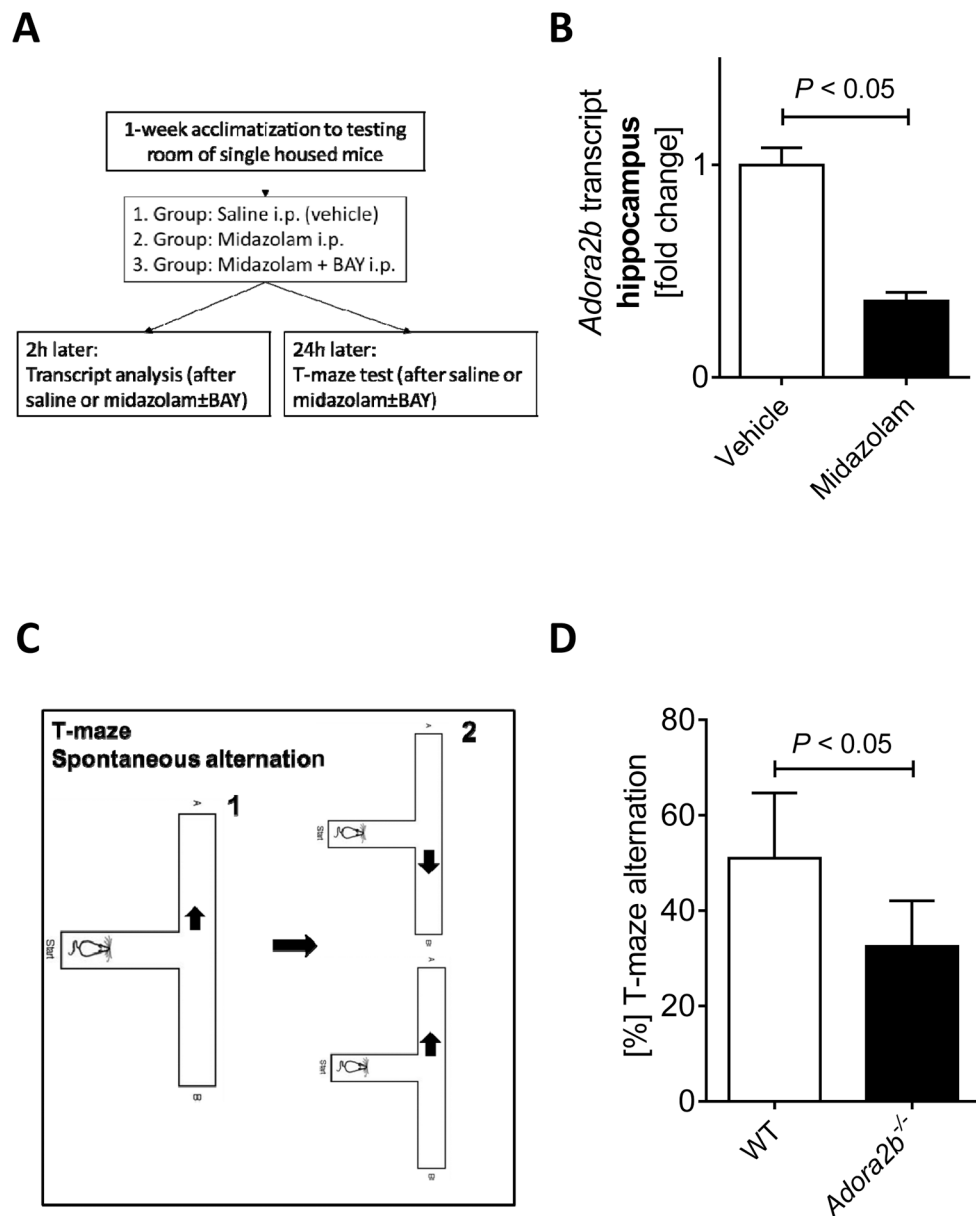 A
1-week acclimatization to testing
room of single housed mice
1. Group: Saline i.p. (vehicle)
2. Group: Midazolam i.p.
3. Group: Midazolam + BAY i.p.
2h later:
Transcript analysis (after
saline or midazolam±BAY)
24h later:
T-maze test (after saline or
midazolam±BAY)
B
P < 0.05
Adora2b transcript
hippocampus
[fold change]
1
0
Vehicle
Midazolam
C
T-maze
Spontaneous alternation
1
A
Start
B
2
A
Start
B
A
Start
B
D
P < 0.05
[%] T-maze alternation
80
60
40
20
0
WT
Adora2b-/-